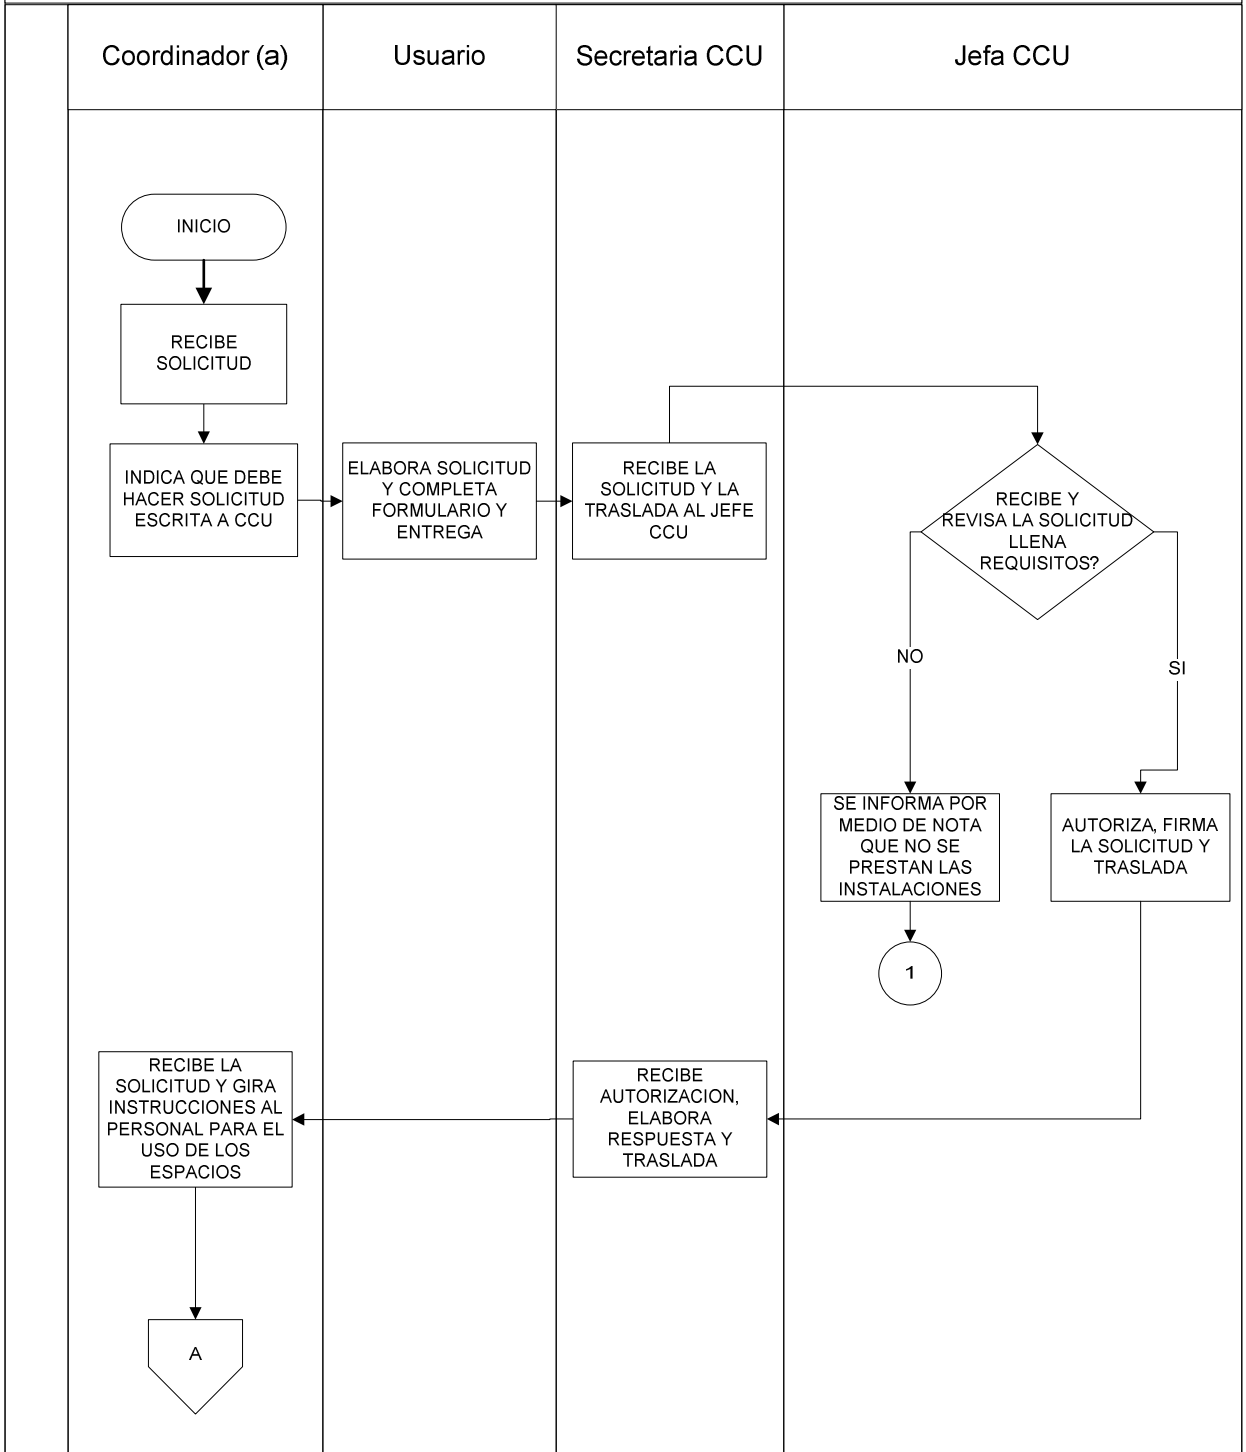 Coordinador (a)
Usuario
Secretaria CCU
Jefa CCU
INICIO
RECIBE
SOLICITUD
INDICA QUE DEBE
HACER SOLICITUD
ESCRITA A CCU
ELABORA SOLICITUD
Y COMPLETA
FORMULARIO Y
ENTREGA
RECIBE LA
SOLICITUD Y LA
TRASLADA AL JEFE
CCU
RECIBE Y
REVISA LA SOLICITUD
LLENA
REQUISITOS?
NO
SI
SE INFORMA POR
MEDIO DE NOTA
QUE NO SE
PRESTAN LAS
INSTALACIONES
AUTORIZA, FIRMA
LA SOLICITUD Y
TRASLADA
1
RECIBE
AUTORIZACION,
ELABORA
RESPUESTA Y
TRASLADA
RECIBE LA
SOLICITUD Y GIRA
INSTRUCCIONES AL
PERSONAL PARA EL
USO DE LOS
ESPACIOS
A